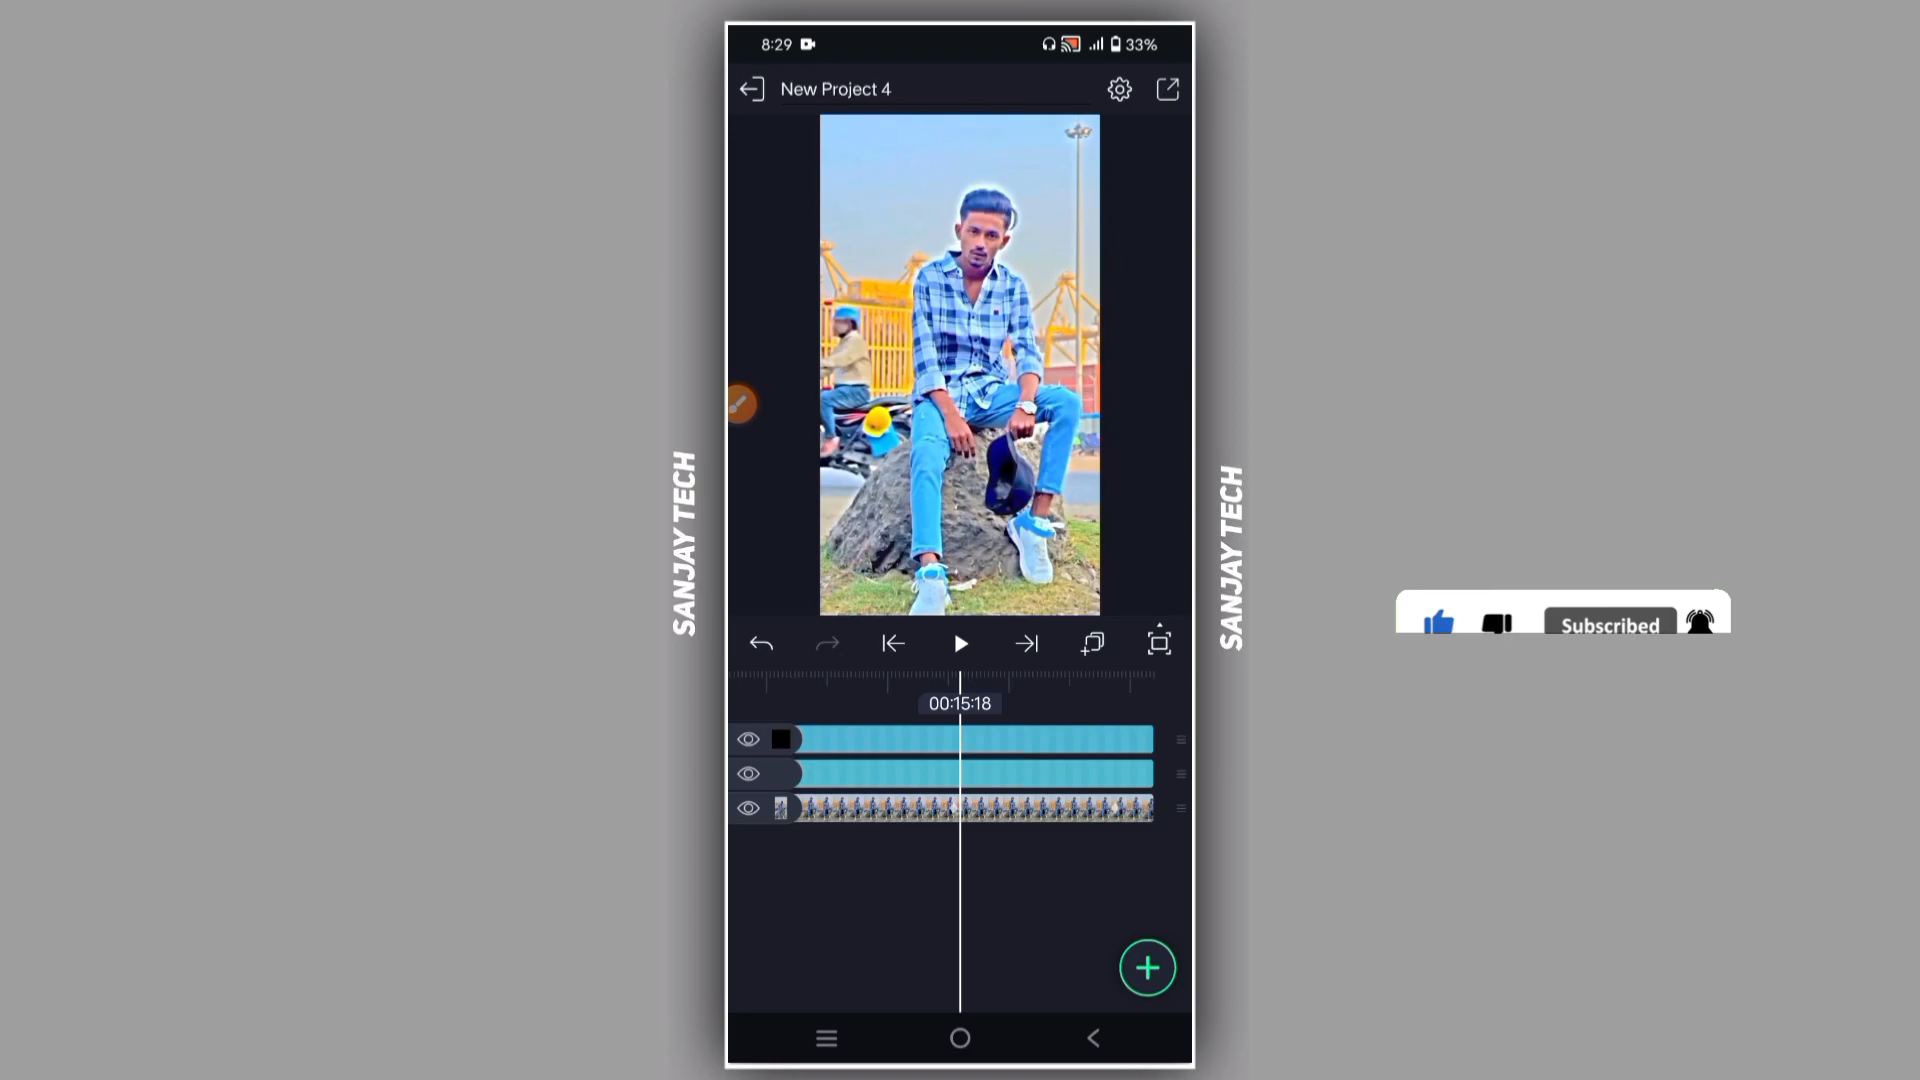 8:29
33%
New Project 4
SANJAY TECH
SANJAY TECH
Subscribed
00:15:18